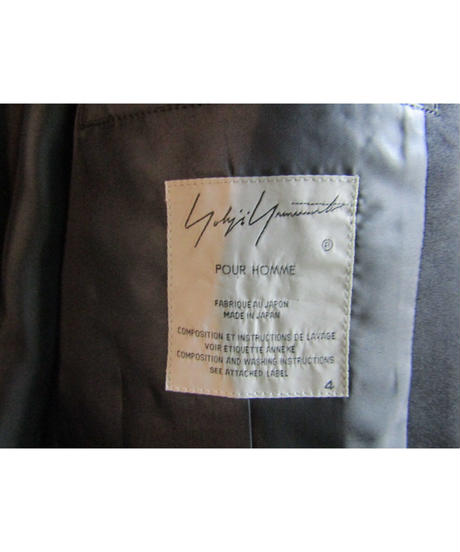 Yohji Yamamoto
®
POUR HOMME
FABRIQUE AU JAPON
MADE IN JAPAN
COMPOSITION ET INSTRUCTIONS DE LAVAGE
VOIR ETIQUETTE ANNEXE
COMPOSITION AND WASHING INSTRUCTIONS
SEE ATTACHED LABEL
4